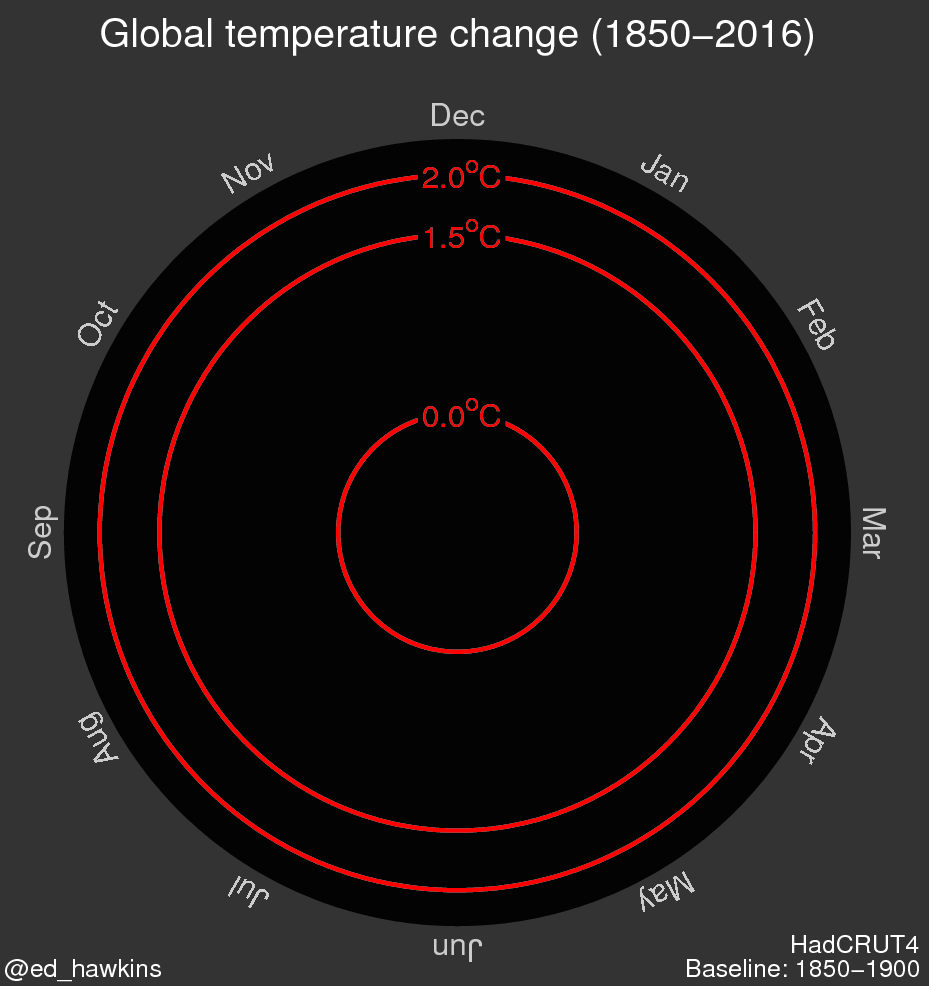 Global temperature change (1850–2016)
Dec
Jan
Feb
Mar
Apr
May
Jun
Jul
Aug
Sep
Oct
Nov
2.0°C
1.5°C
0.0°C
@ed_hawkins
HadCRUT4
Baseline: 1850–1900